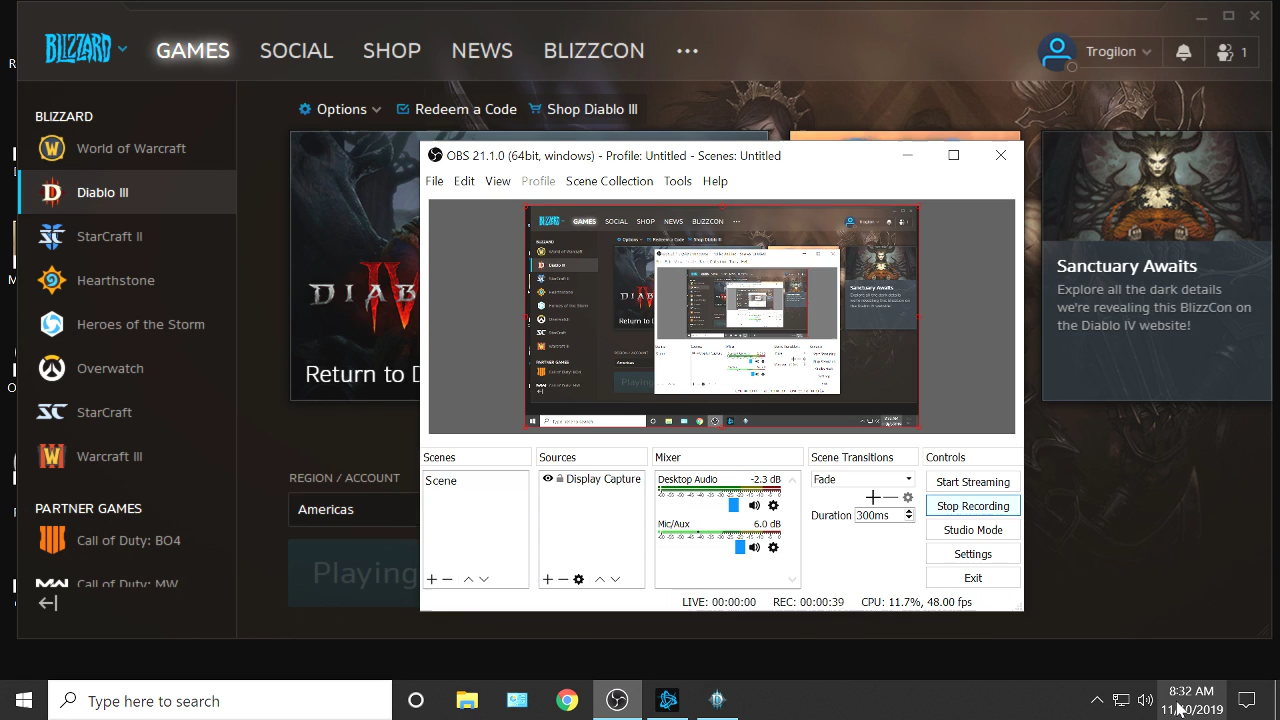 BLIZZARD
GAMES
SOCIAL
SHOP
NEWS
BLIZZCON
Trogilon
1
BLIZZARD
World of Warcraft
Diablo III
StarCraft II
Hearthstone
Heroes of the Storm
Overwatch
StarCraft
Warcraft III
PARTNER GAMES
Call of Duty: BO4
Call of Duty: MW
Options
Redeem a Code
Shop Diablo III
Return to
REGION / ACCOUNT
Americas
Playing
Sanctuary Awaits
Explore all the dark details
we're revealing this BlizzCon on
the Diablo IV website!
OBS 21.1.0 (64bit, windows) - Profile: Untitled - Scenes: Untitled
File Edit View Profile Scene Collection Tools Help
Scenes
Scene
Sources
Display Capture
Mixer
Desktop Audio -2.3 dB
Mic/Aux 6.0 dB
Scene Transitions
Fade
Duration 300ms
Controls
Start Streaming
Stop Recording
Studio Mode
Settings
Exit
LIVE: 00:00:00 REC: 00:00:39 CPU: 11.7%, 48.00 fps
Type here to search
8:32 AM